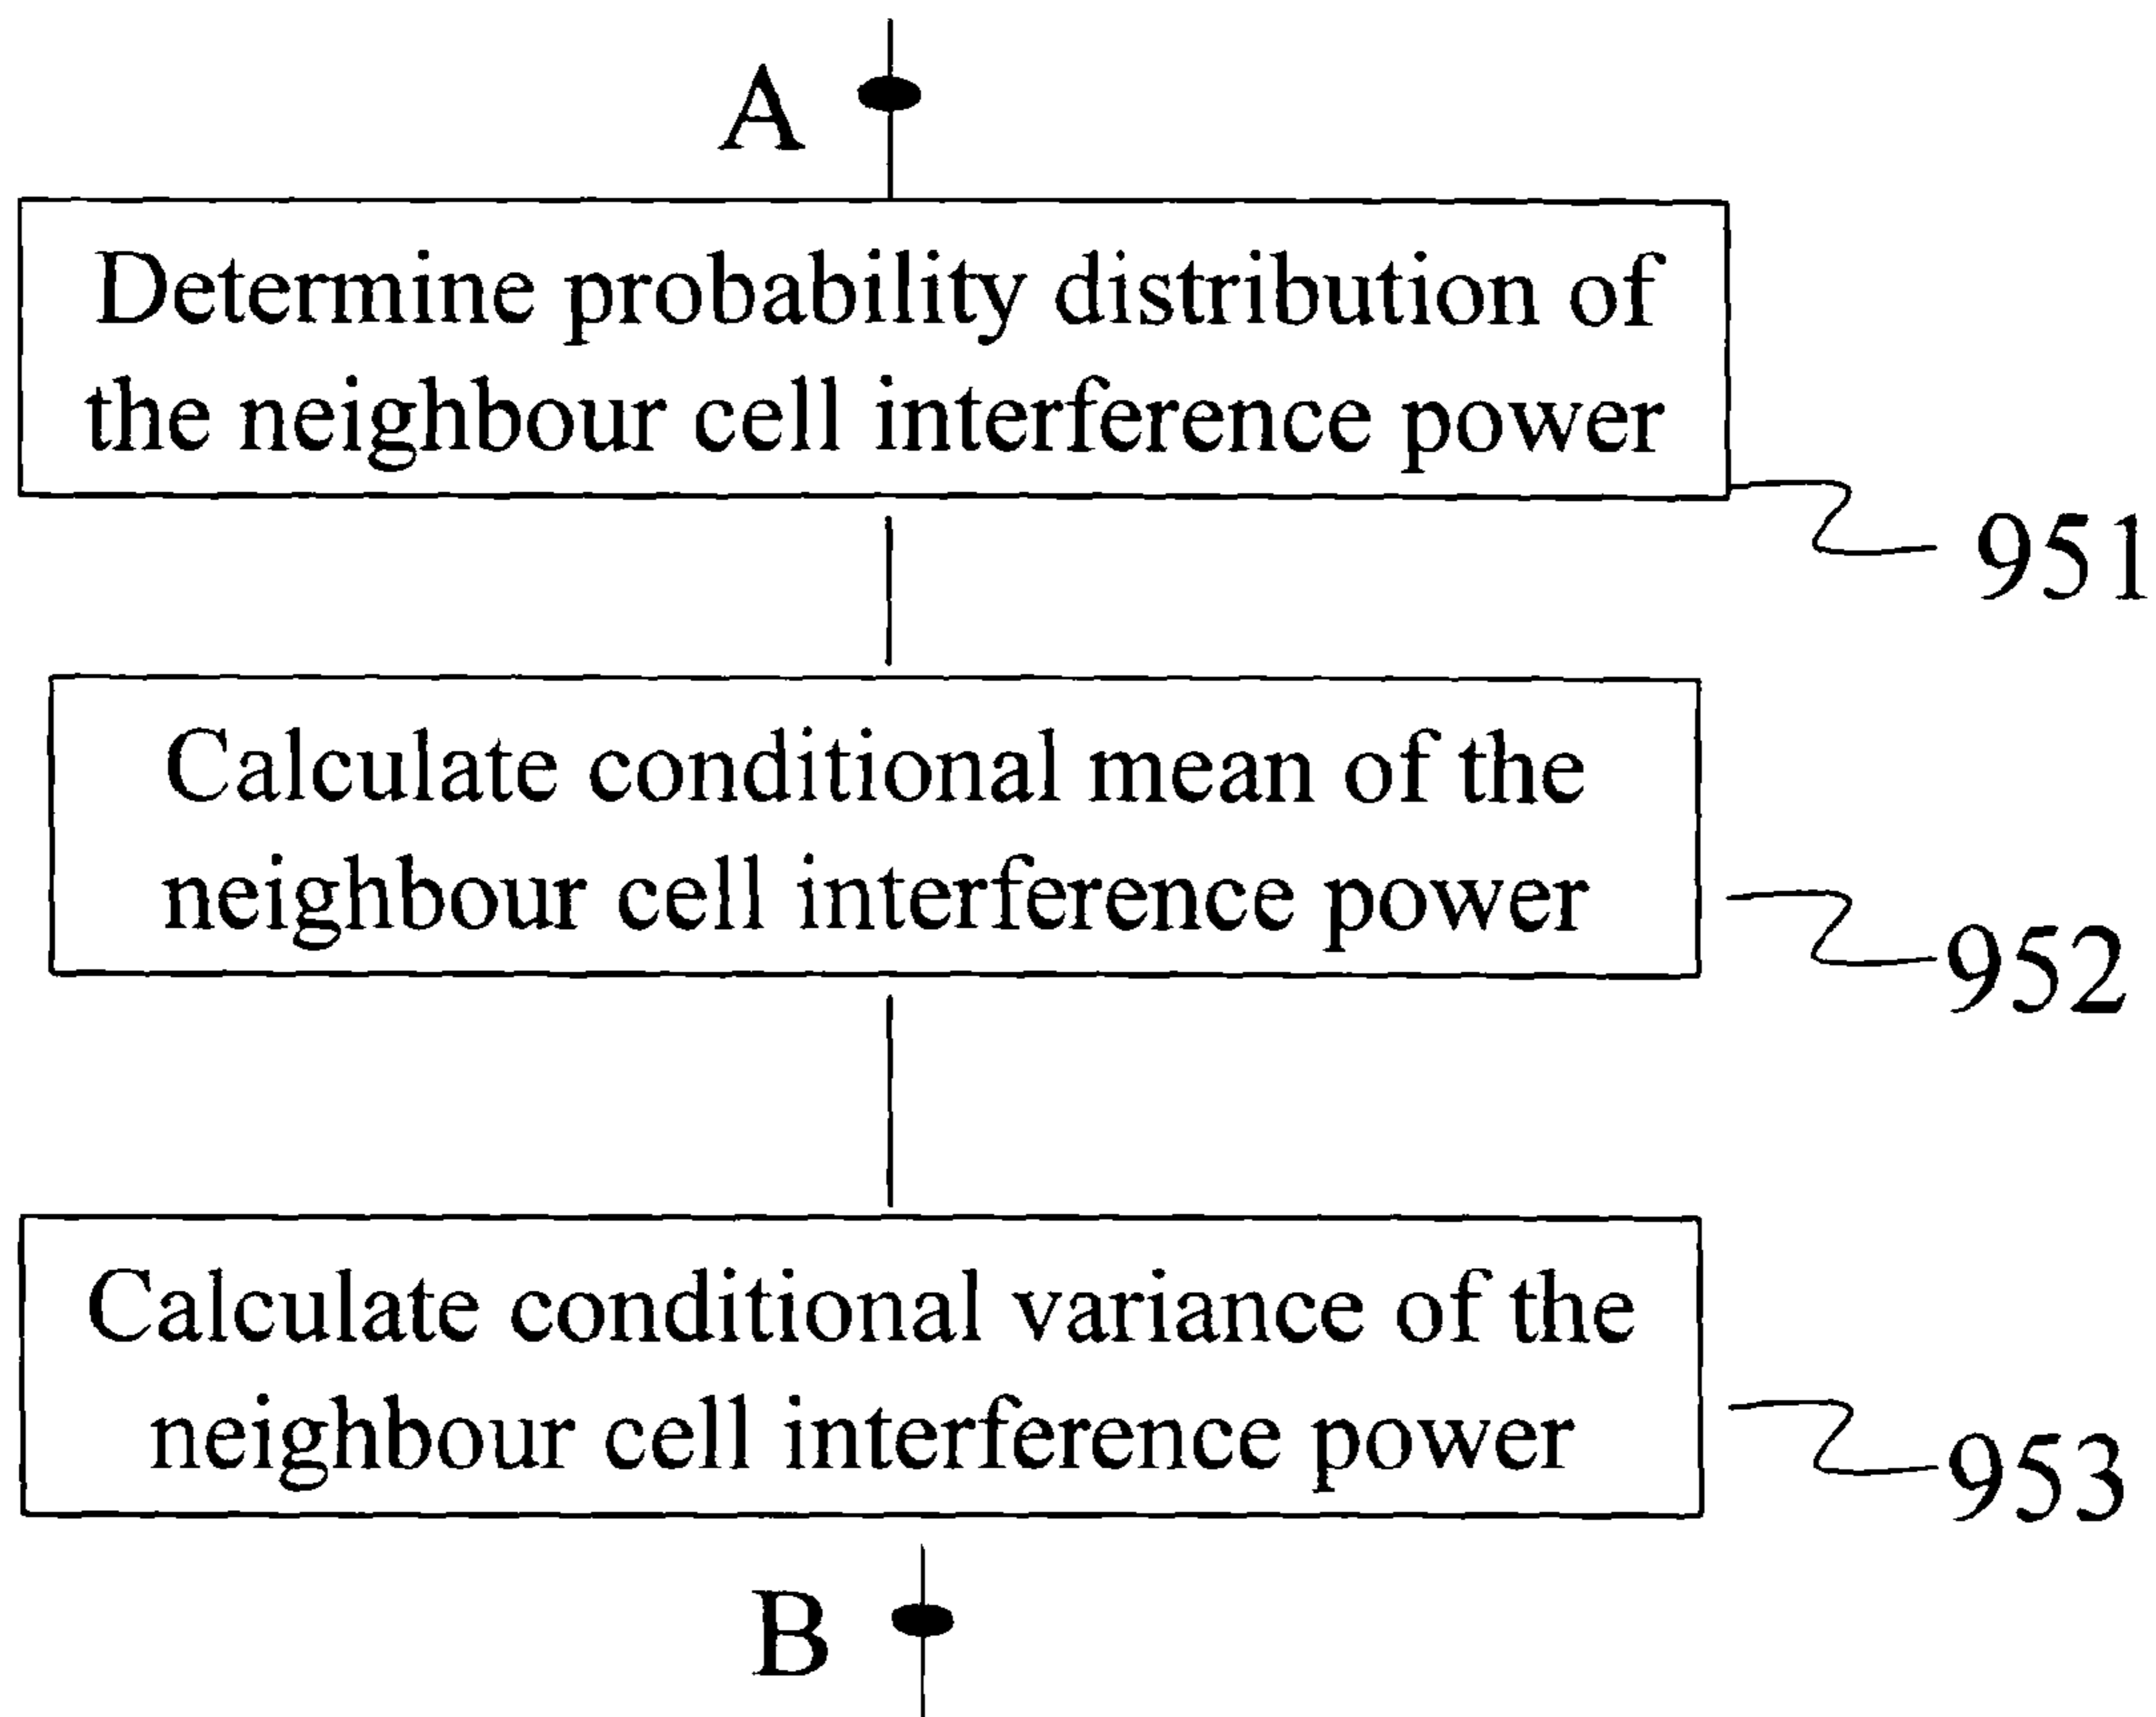 A
Determine probability distribution of
the neighbour cell interference power
951
Calculate conditional mean of the
neighbour cell interference power
952
Calculate conditional variance of the
neighbour cell interference power
953
B